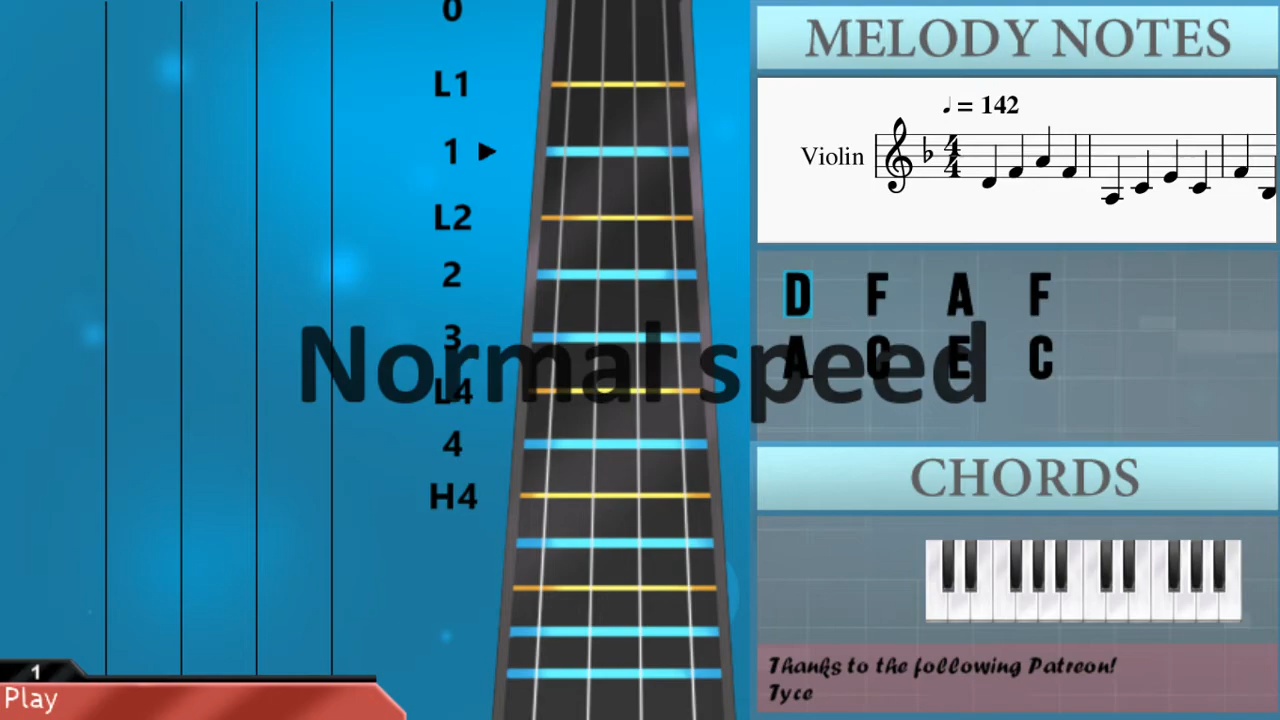 0
L1
1
L2
2
3
L4
4
H4
Normal speed
1
Play
MELODY NOTES
= 142
Violin
4
4
D F A F
A C E C
CHORDS
Thanks to the following Patreon!
Tyce